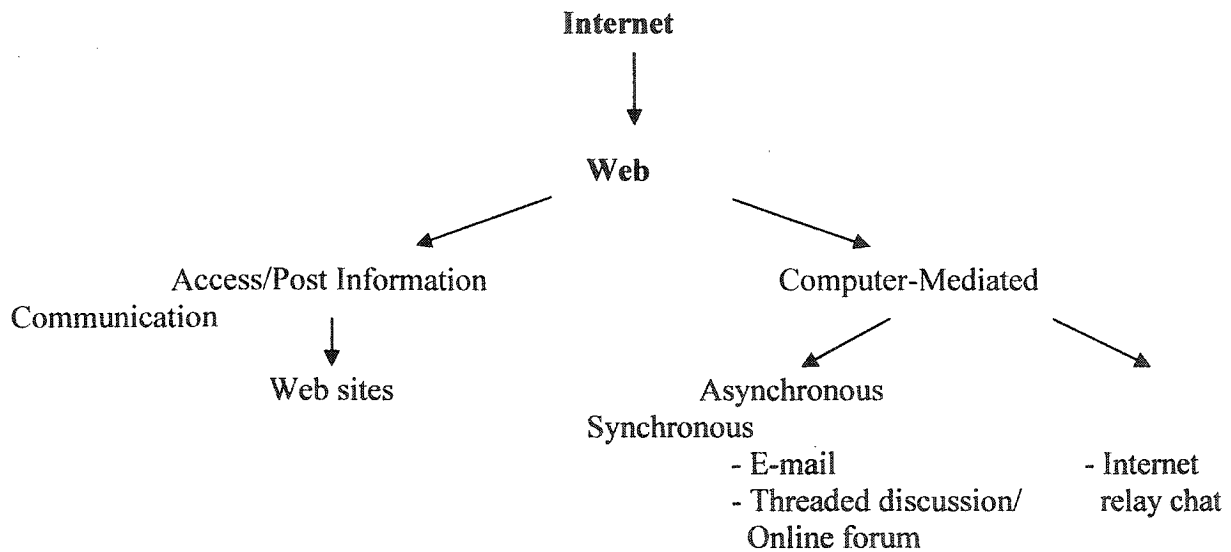 Internet
Web
Access/Post Information Computer-Mediated
Communication
Web sites Asynchronous
Synchronous
- E-mail - Internet
- Threaded discussion/ relay chat
Online forum